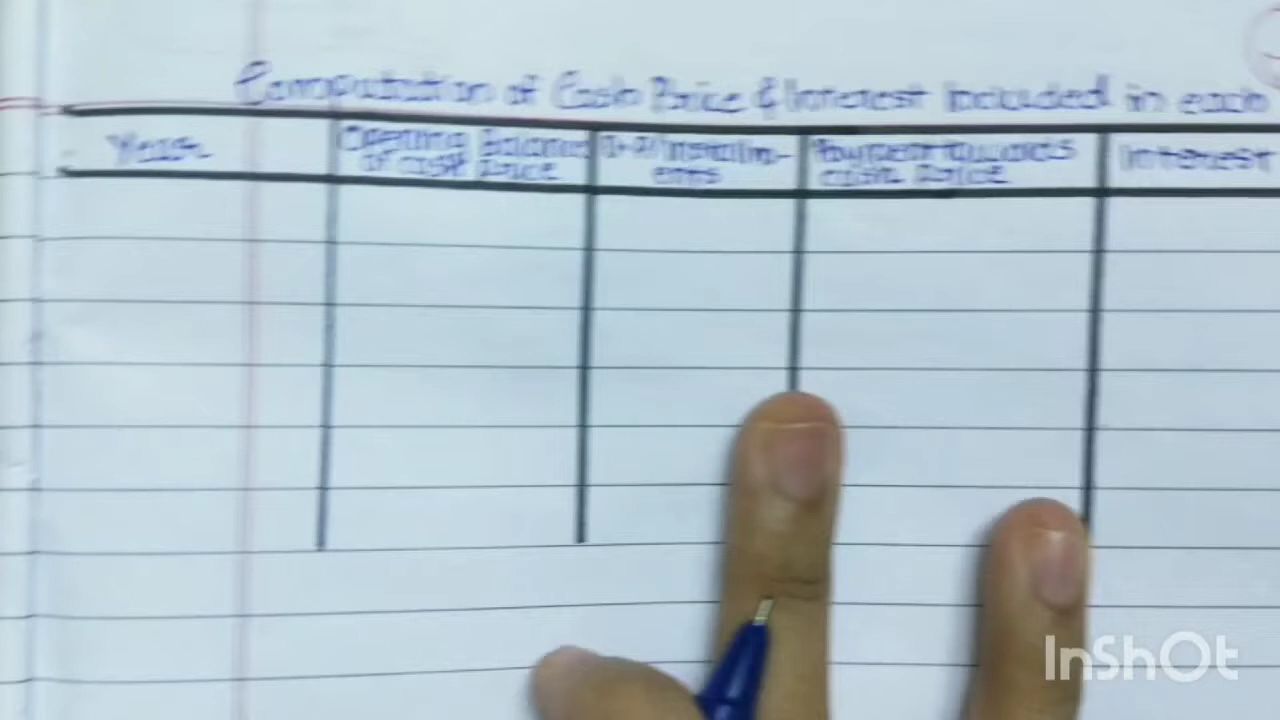 Computation of Cash Price & Interest Included in each
Year
Opening Balance
of cash Price
D.P/Installm-
ents
Payment towards
cash Price
Interest
InShOt